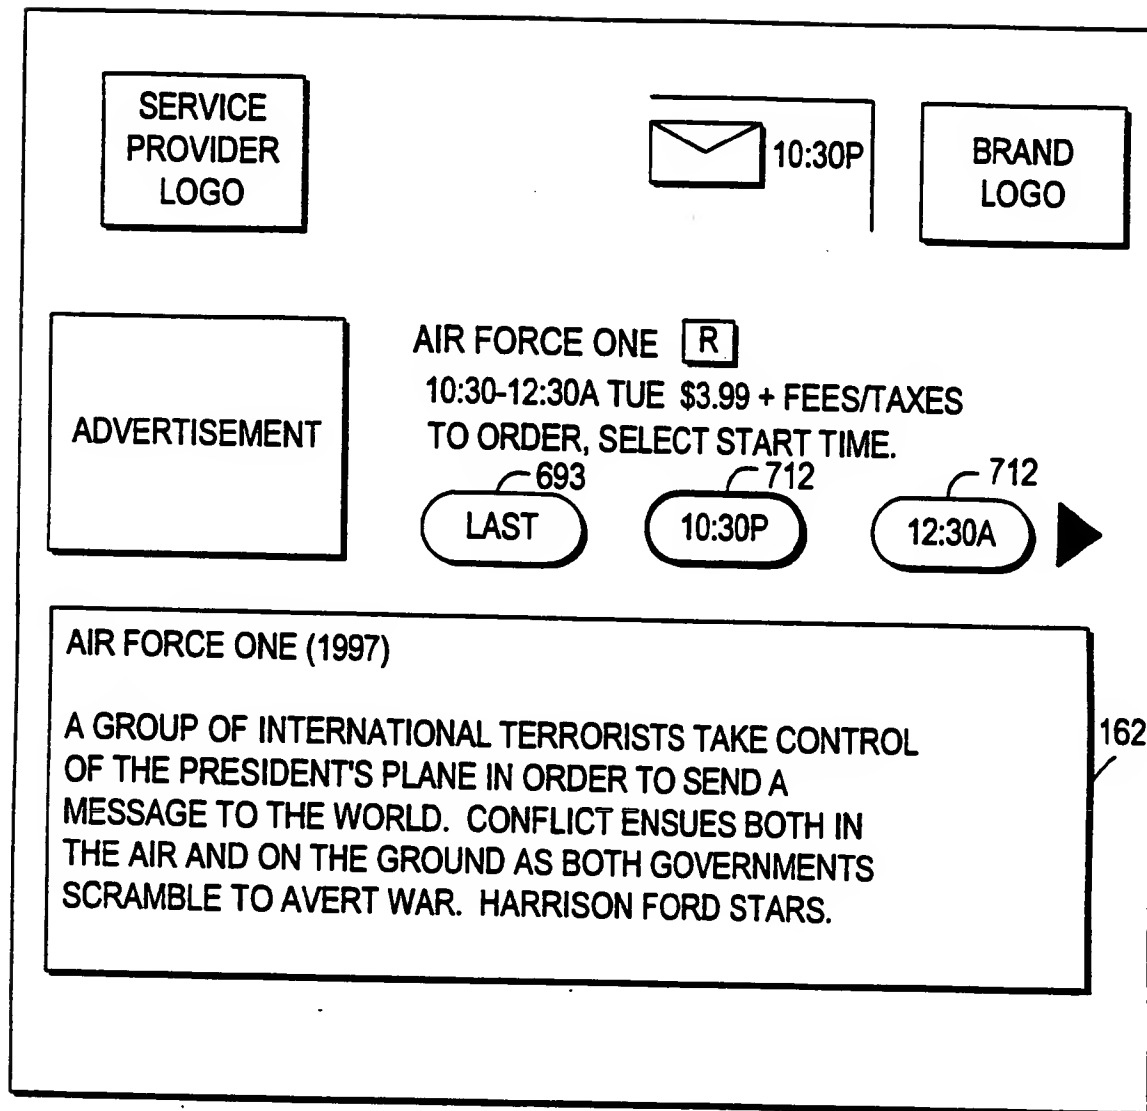 SERVICE
PROVIDER
LOGO
10:30P
BRAND
LOGO
ADVERTISEMENT
AIR FORCE ONE R
10:30-12:30A TUE $3.99 + FEES/TAXES
TO ORDER, SELECT START TIME.
693 712 712
LAST 10:30P 12:30A
AIR FORCE ONE (1997)
A GROUP OF INTERNATIONAL TERRORISTS TAKE CONTROL
OF THE PRESIDENT'S PLANE IN ORDER TO SEND A
MESSAGE TO THE WORLD. CONFLICT ENSUES BOTH IN
THE AIR AND ON THE GROUND AS BOTH GOVERNMENTS
SCRAMBLE TO AVERT WAR. HARRISON FORD STARS.
162